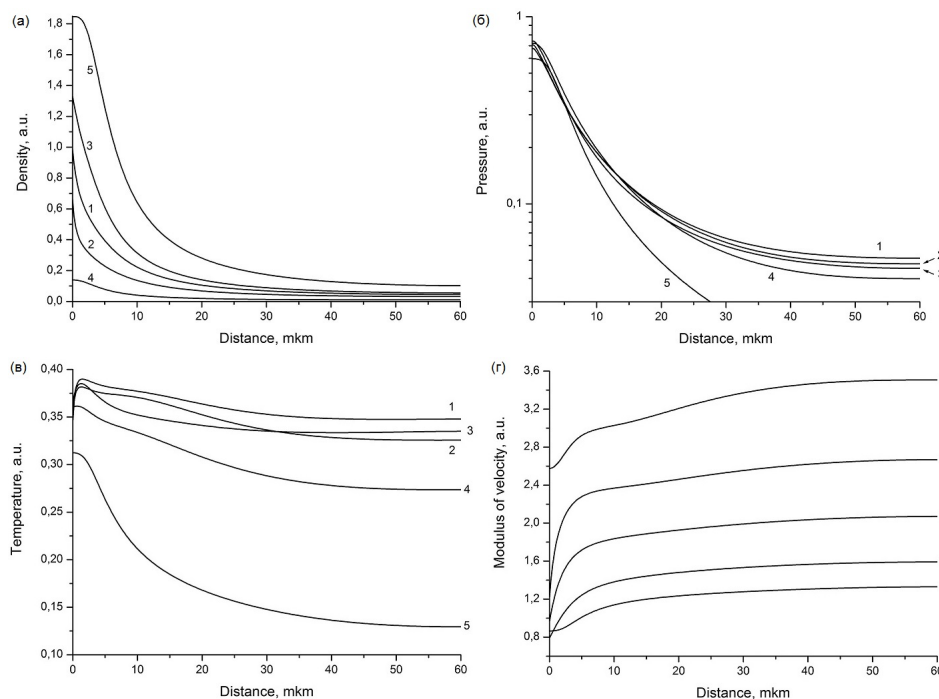 (а)
1,8
1,6
1,4
1,2
1,0
0,8
0,6
0,4
0,2
0,0
Density, a.u.
5
3
1
2
4
0 10 20 30 40 50 60
Distance, mkm
(б)
1
0,1
Pressure, a.u.
1
4
5
0 10 20 30 40 50 60
Distance, mkm
(в)
0,40
0,35
0,30
0,25
0,20
0,15
0,10
Temperature, a.u.
1
3
2
4
5
0 10 20 30 40 50 60
Distance, mkm
(г)
3,6
3,2
2,8
2,4
2,0
1,6
1,2
0,8
Modulus of velocity, a.u.
0 10 20 30 40 50 60
Distance, mkm